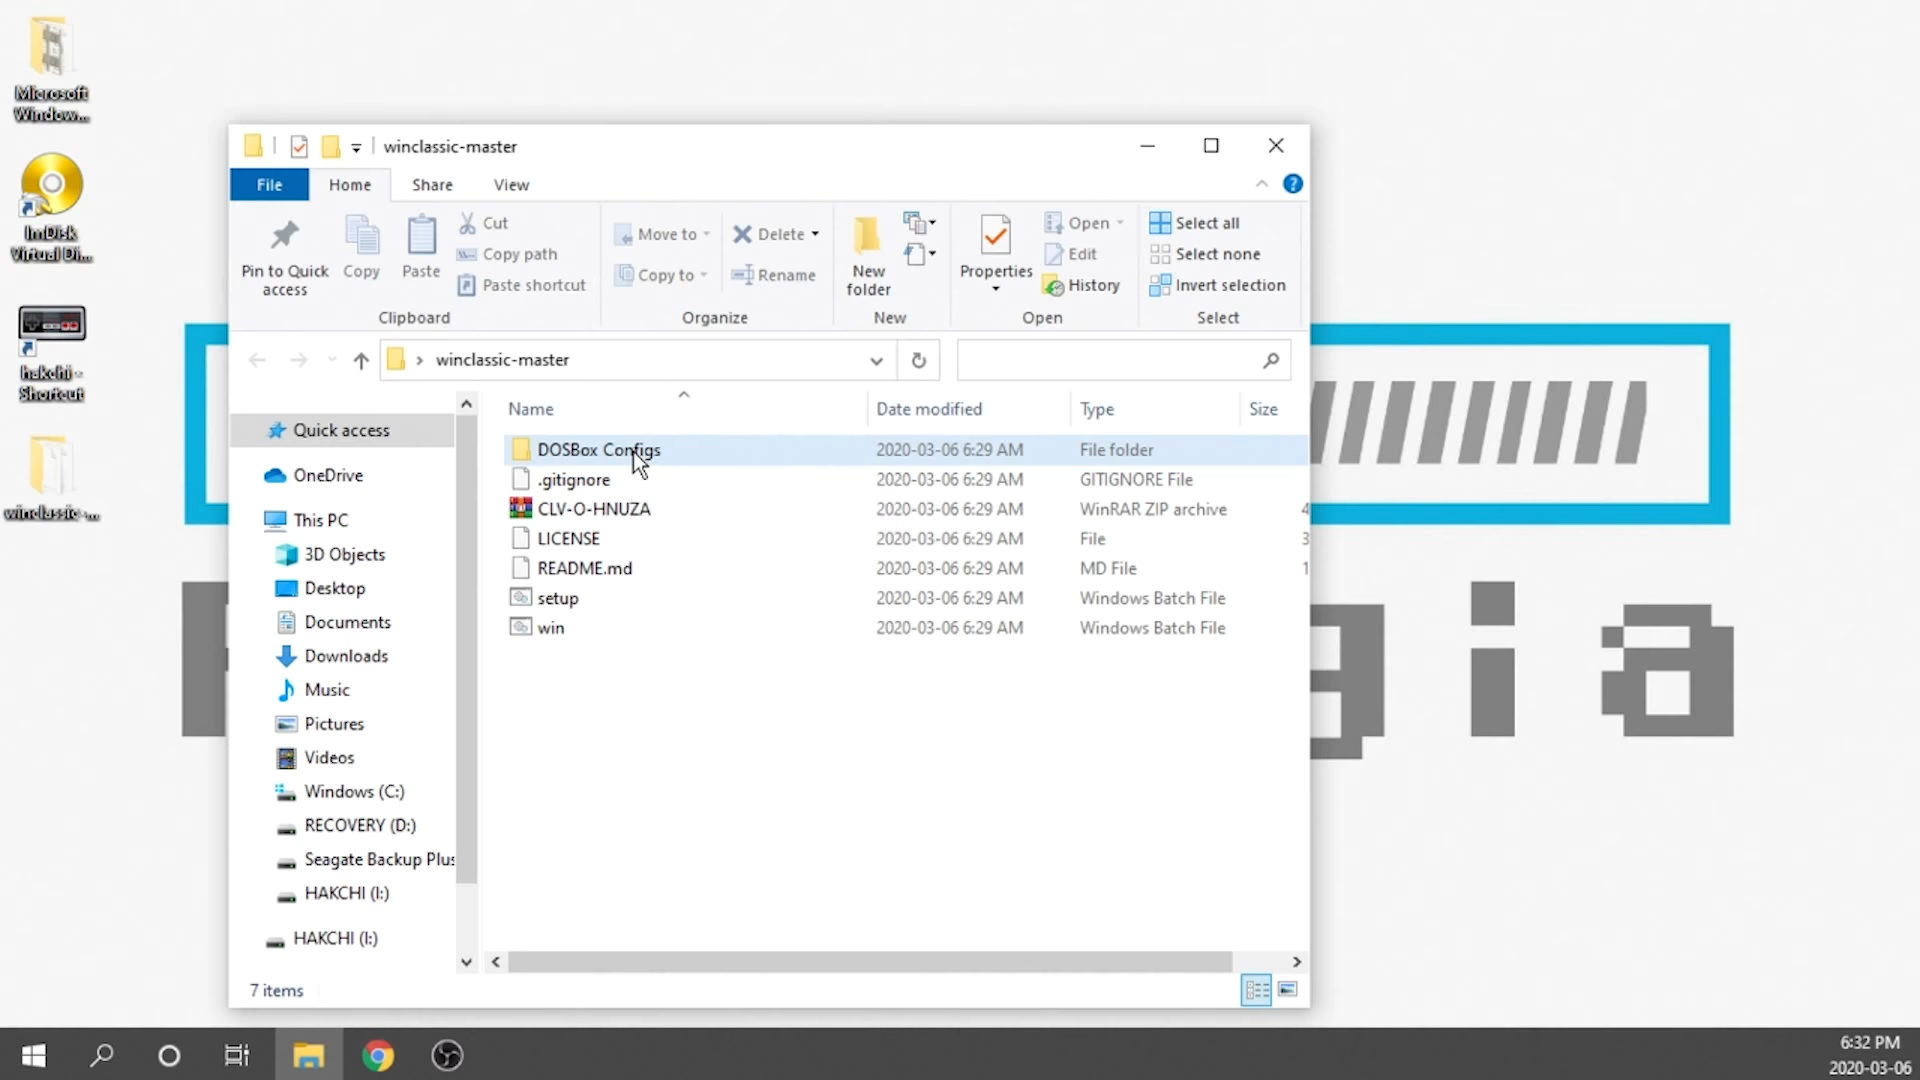 Microsoft
Window...
ImDisk
Virtual Di...
hakchi -
Shortcut
winclassic-...
winclassic-master
File
Home
Share
View
Pin to Quick
access
Copy
Paste
Cut
Copy path
Paste shortcut
Clipboard
Move to
Copy to
Delete
Rename
Organize
New
folder
New
Properties
Open
Edit
History
Open
Select all
Select none
Invert selection
Select
winclassic-master
Name
Date modified
Type
Size
Quick access
OneDrive
This PC
3D Objects
Desktop
Documents
Downloads
Music
Pictures
Videos
Windows (C:)
RECOVERY (D:)
Seagate Backup Plus
HAKCHI (I:)
HAKCHI (I:)
DOSBox Configs 2020-03-06 6:29 AM File folder
.gitignore 2020-03-06 6:29 AM GITIGNORE File
CLV-O-HNUZA 2020-03-06 6:29 AM WinRAR ZIP archive 4
LICENSE 2020-03-06 6:29 AM File 3
README.md 2020-03-06 6:29 AM MD File 1
setup 2020-03-06 6:29 AM Windows Batch File
win 2020-03-06 6:29 AM Windows Batch File
7 items
gia
6:32 PM
2020-03-06